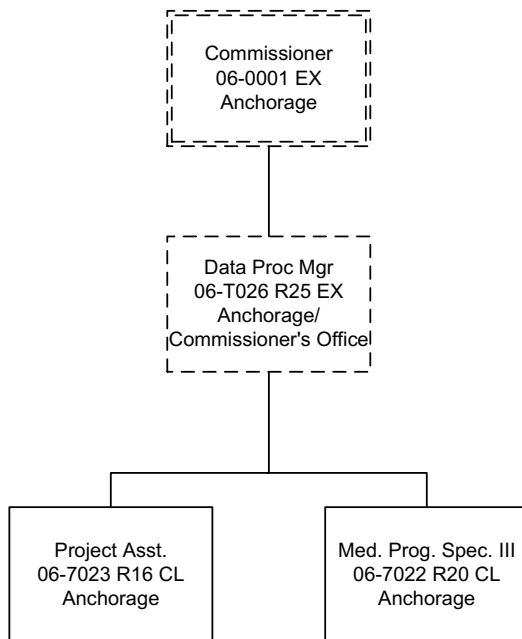 Commissioner
06-0001 EX
Anchorage
Data Proc Mgr
06-T026 R25 EX
Anchorage/
Commissioner's Office
Project Asst.
06-7023 R16 CL
Anchorage
Med. Prog. Spec. III
06-7022 R20 CL
Anchorage